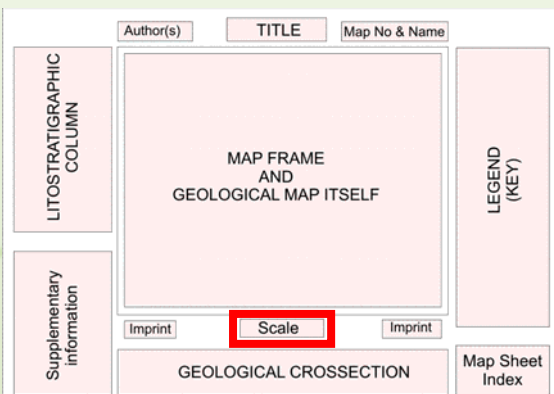 Author(s)
TITLE
Map No & Name
LITOSTRATIGRAPHIC
COLUMN
MAP FRAME
AND
GEOLOGICAL MAP ITSELF
LEGEND
(KEY)
Supplementary
information
Imprint
Scale
Imprint
GEOLOGICAL CROSSECTION
Map Sheet
Index